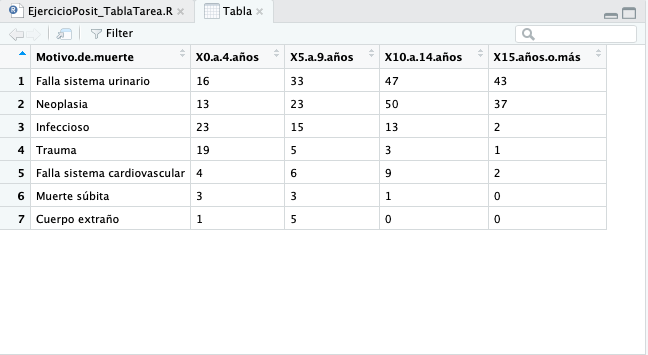 EjercicioPosit_TablaTarea.R Tabla
Filter
Motivo.de.muerte X0.a.4.años X5.a.9.años X10.a.14.años X15.años.o.más
1 Falla sistema urinario 16 33 47 43
2 Neoplasia 13 23 50 37
3 Infeccioso 23 15 13 2
4 Trauma 19 5 3 1
5 Falla sistema cardiovascular 4 6 9 2
6 Muerte súbita 3 3 1 0
7 Cuerpo extraño 1 5 0 0